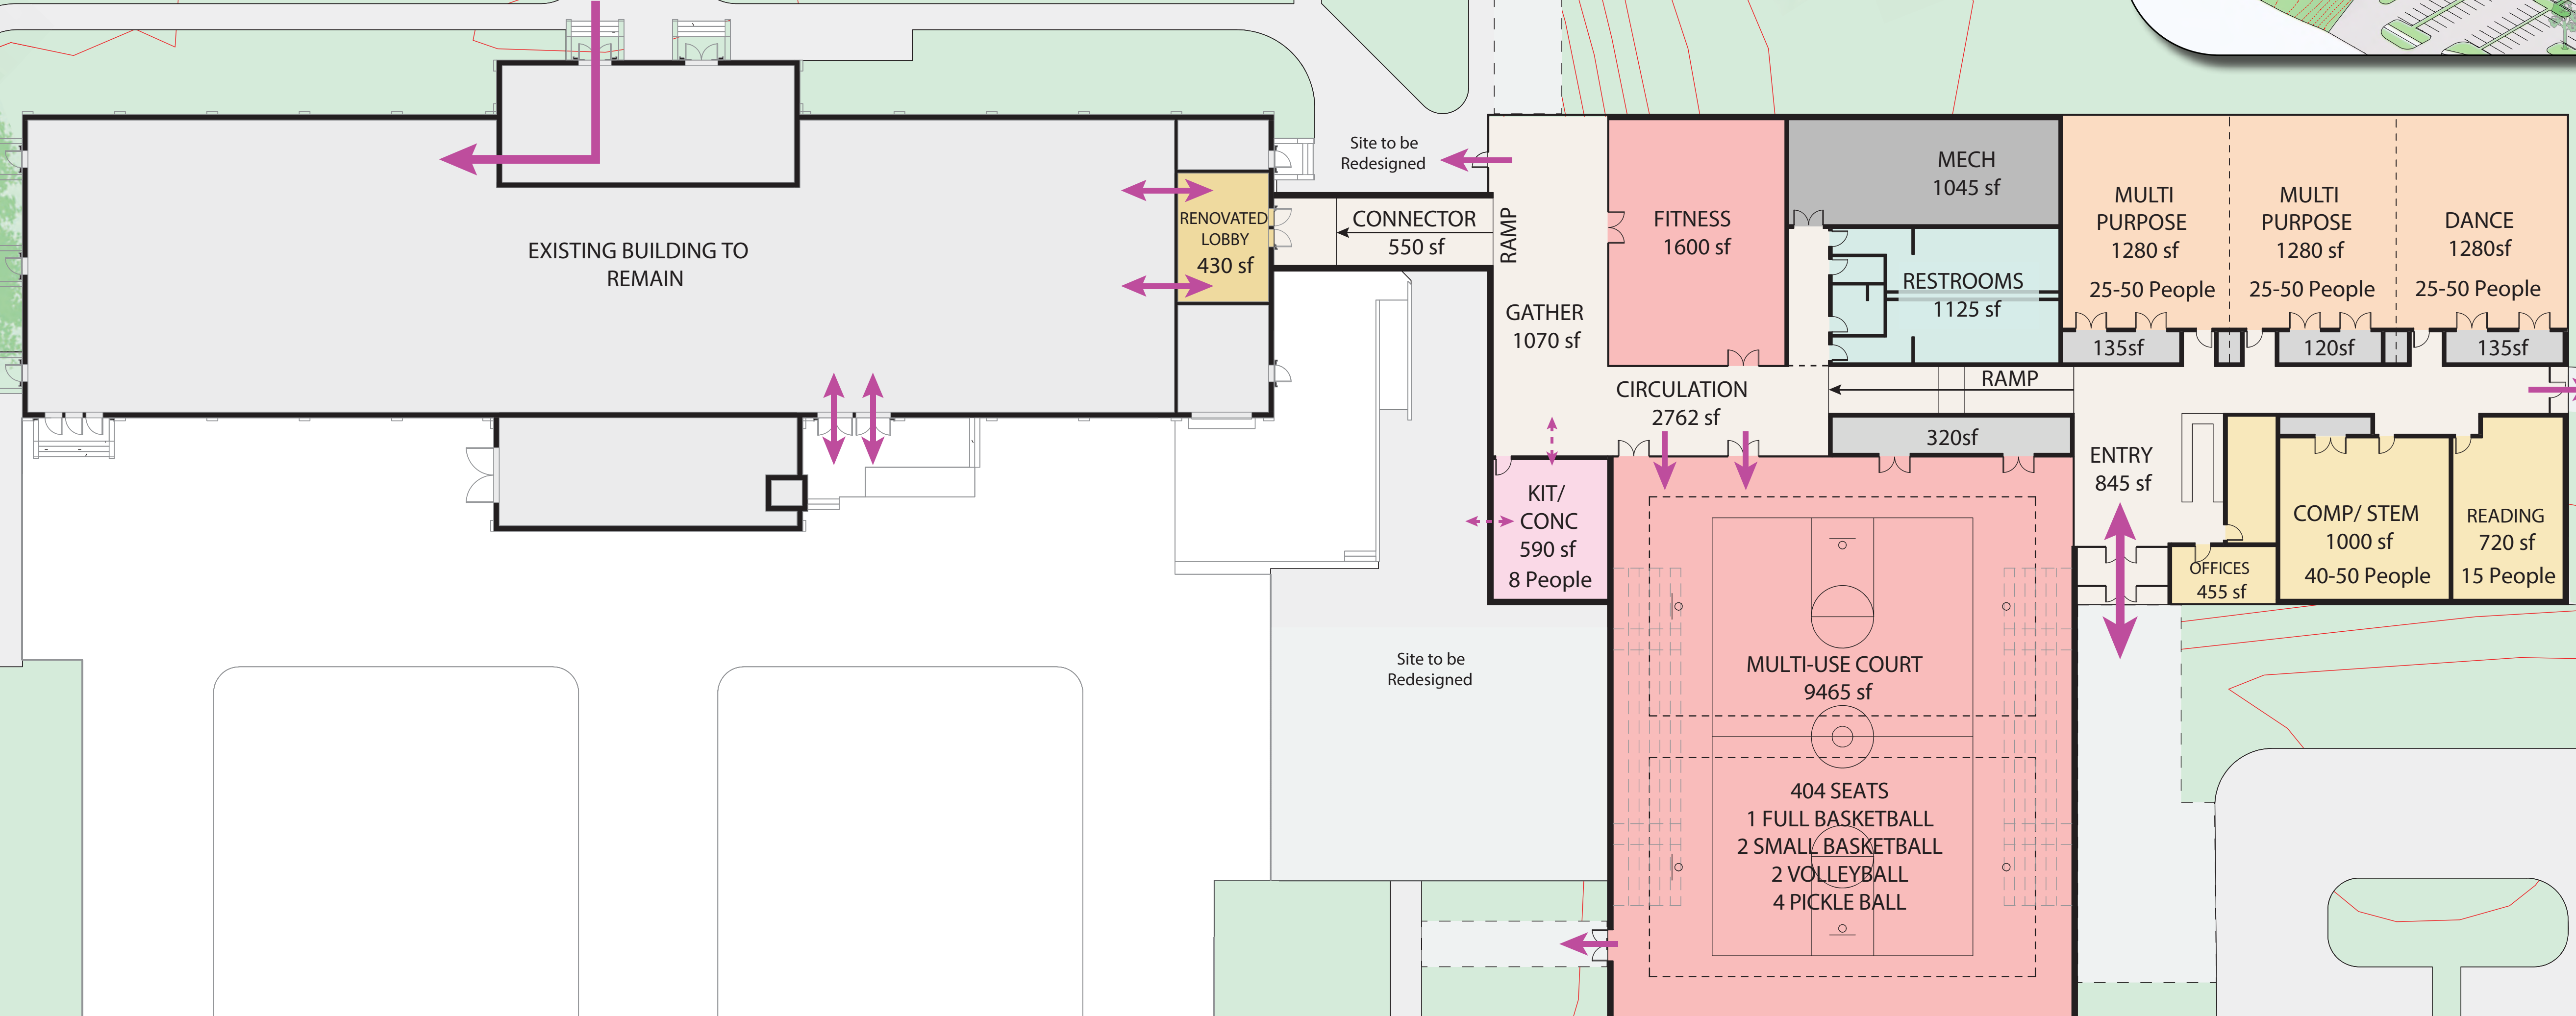 EXISTING BUILDING TO
REMAIN
RENOVATED
LOBBY
430 sf
Site to be
Redesigned
CONNECTOR
550 sf
RAMP
GATHER
1070 sf
FITNESS
1600 sf
MECH
1045 sf
RESTROOMS
1125 sf
MULTI
PURPOSE
1280 sf
25-50 People
MULTI
PURPOSE
1280 sf
25-50 People
DANCE
1280sf
25-50 People
135sf
120sf
135sf
CIRCULATION
2762 sf
RAMP
320sf
ENTRY
845 sf
KIT/
CONC
590 sf
8 People
OFFICES
455 sf
COMP/ STEM
1000 sf
40-50 People
READING
720 sf
15 People
Site to be
Redesigned
MULTI-USE COURT
9465 sf
404 SEATS
1 FULL BASKETBALL
2 SMALL BASKETBALL
2 VOLLEYBALL
4 PICKLE BALL